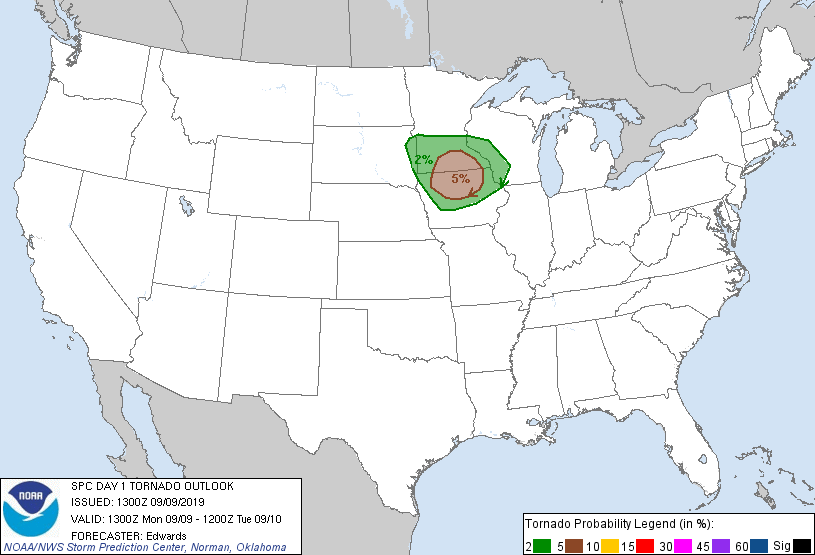 2%
5%
NOAA
SPC DAY 1 TORNADO OUTLOOK
ISSUED: 1300Z 09/09/2019
VALID: 1300Z Mon 09/09 - 1200Z Tue 09/10
FORECASTER: Edwards
NOAA/NWS Storm Prediction Center, Norman, Oklahoma
Tornado Probability Legend (in %):
2 5 10 15 30 45 60 Sig